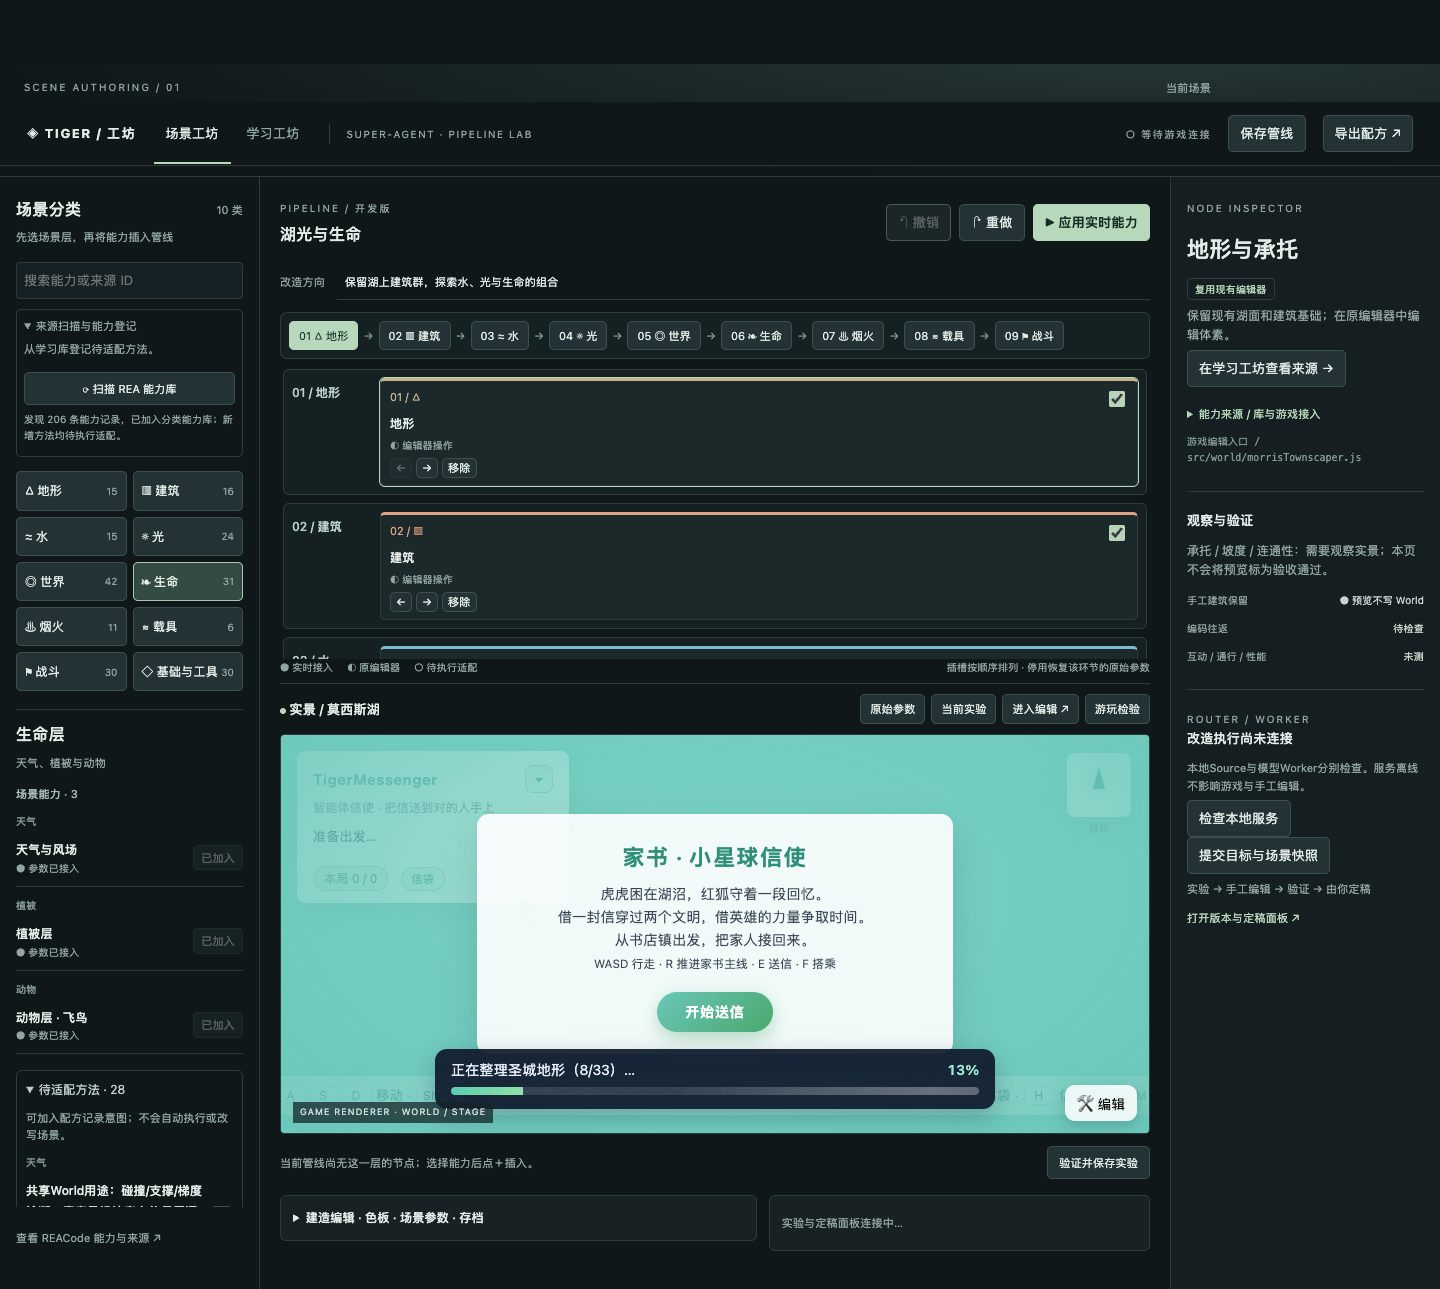 SCENE AUTHORING / 01
当前场景
◈ TIGER / 工坊
场景工坊
学习工坊
SUPER-AGENT · PIPELINE LAB
○ 等待游戏连接
保存管线
导出配方 ↗
场景分类
10 类
先选场景层，再将能力插入管线
搜索能力或来源 ID
▼ 来源扫描与能力登记
从学习库登记待适配方法。
⟳ 扫描 REA 能力库
发现 206 条能力记录，已加入分类能力库；新
增方法均待执行适配。
△ 地形 15
▥ 建筑 16
≈ 水 15
☀ 光 24
◎ 世界 42
❧ 生命 31
♨ 烟火 11
≋ 载具 6
⚑ 战斗 30
◇ 基础与工具 30
生命层
天气、植被与动物
场景能力 · 3
天气
天气与风场
● 参数已接入
已加入
植被
植被层
● 参数已接入
已加入
动物
动物层 · 飞鸟
● 参数已接入
已加入
▼ 待适配方法 · 28
可加入配方记录意图；不会自动执行或改
写场景。
天气
共享World用途：碰撞/支撑/梯度
查看 REACode 能力与来源 ↗
PIPELINE / 开发版
湖光与生命
撤销
重做
▶ 应用实时能力
改造方向
保留湖上建筑群，探索水、光与生命的组合
01 △ 地形 → 02 ▥ 建筑 → 03 ≈ 水 → 04 ☀ 光 → 05 ◎ 世界 → 06 ❧ 生命 → 07 ♨ 烟火 → 08 ≋ 载具 → 09 ⚑ 战斗
01 / 地形
01 / △
地形
◐ 编辑器操作
← → 移除
02 / 建筑
02 / ▥
建筑
◐ 编辑器操作
← → 移除
● 实时接入 ◐ 原编辑器 ○ 待执行适配
插槽按顺序排列 · 停用恢复该环节的原始参数
● 实景 / 莫西斯湖
原始参数
当前实验
进入编辑 ↗
游玩检验
TigerMessenger
智能体信使 · 把信送到对的人手上
准备出发…
本局 0 / 0
信袋
目标
家书 · 小星球信使
虎虎困在湖沼，红狐守着一段回忆。
借一封信穿过两个文明，借英雄的力量争取时间。
从书店镇出发，把家人接回来。
WASD 行走 · R 推进家书主线 · E 送信 · F 搭乘
开始送信
正在整理圣城地形（8/33）…
13%
A S D 移动 ·
袋 · H
GAME RENDERER · WORLD / STAGE
🛠 编辑
当前管线尚无这一层的节点；选择能力后点＋插入。
验证并保存实验
▶ 建造编辑 · 色板 · 场景参数 · 存档
实验与定稿面板连接中…
NODE INSPECTOR
地形与承托
复用现有编辑器
保留现有湖面和建筑基础；在原编辑器中编
辑体素。
在学习工坊查看来源 →
▶ 能力来源 / 库与游戏接入
游戏编辑入口 /
src/world/morrisTownscaper.js
观察与验证
承托 / 坡度 / 连通性：需要观察实景；本页
不会将预览标为验收通过。
手工建筑保留
● 预览不写 World
编码往返
待检查
互动 / 通行 / 性能
未测
ROUTER / WORKER
改造执行尚未连接
本地Source与模型Worker分别检查。服务离线
不影响游戏与手工编辑。
检查本地服务
提交目标与场景快照
实验 → 手工编辑 → 验证 → 由你定稿
打开版本与定稿面板 ↗